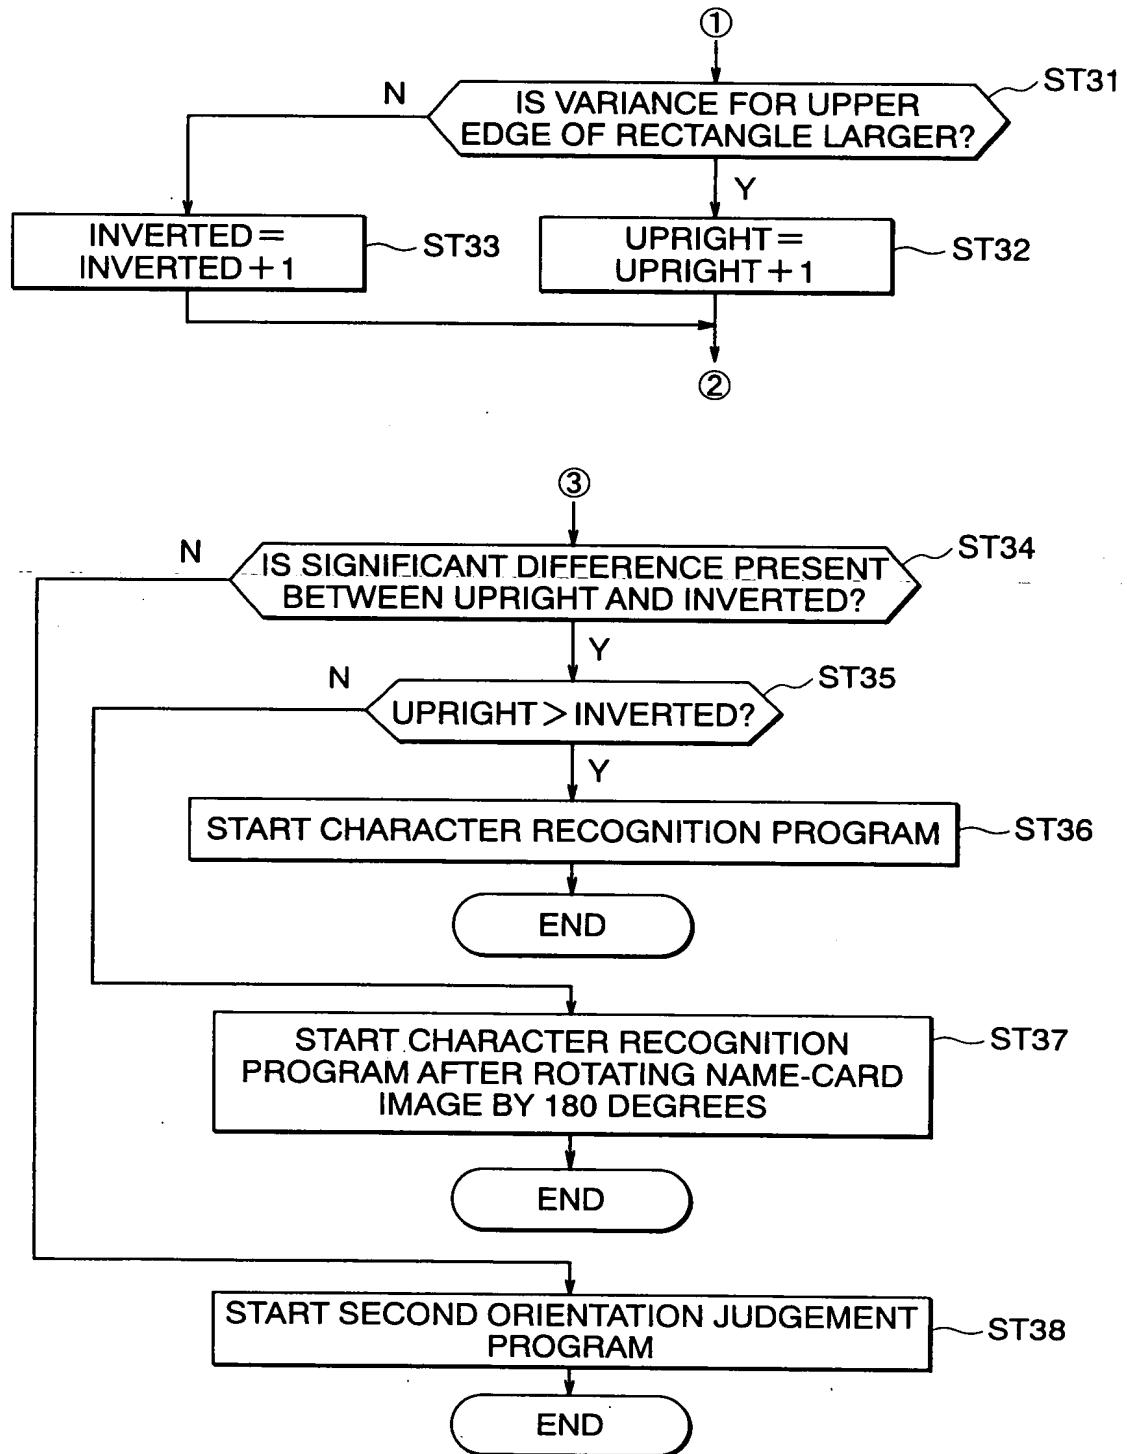 ①
IS VARIANCE FOR UPPER
EDGE OF RECTANGLE LARGER?
ST31
N
Y
INVERTED=
INVERTED+1
ST33
UPRIGHT=
UPRIGHT+1
ST32
②
③
IS SIGNIFICANT DIFFERENCE PRESENT
BETWEEN UPRIGHT AND INVERTED?
ST34
N
Y
UPRIGHT>INVERTED?
ST35
N
Y
START CHARACTER RECOGNITION PROGRAM
ST36
END
START CHARACTER RECOGNITION
PROGRAM AFTER ROTATING NAME-CARD
IMAGE BY 180 DEGREES
ST37
END
START SECOND ORIENTATION JUDGEMENT
PROGRAM
ST38
END